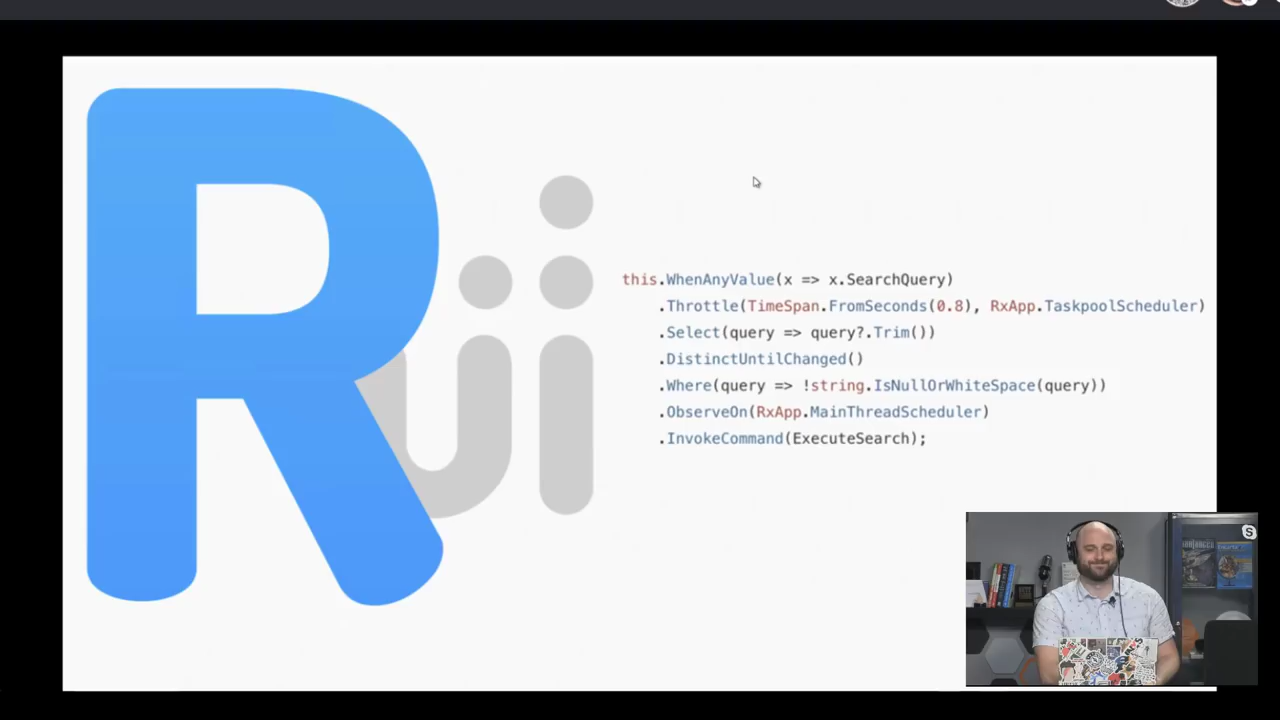 Rui
this.WhenAnyValue(x => x.SearchQuery)
.Throttle(TimeSpan.FromSeconds(0.8), RxApp.TaskpoolScheduler)
.Select(query => query?.Trim())
.DistinctUntilChanged()
.Where(query => !string.IsNullOrWhiteSpace(query))
.ObserveOn(RxApp.MainThreadScheduler)
.InvokeCommand(ExecuteSearch);
S